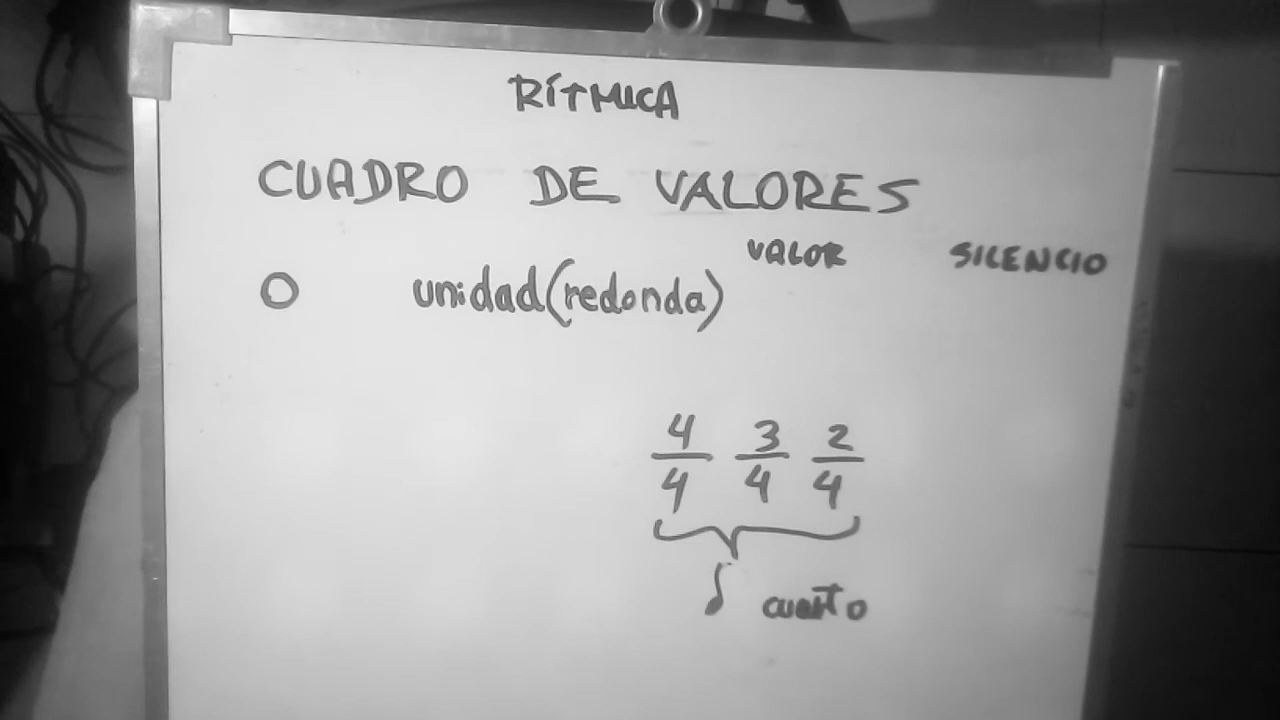 RÍTMICA
CUADRO DE VALORES
VALOR SILENCIO
O unidad(redonda)
4 3 2
4 4 4
cuarto